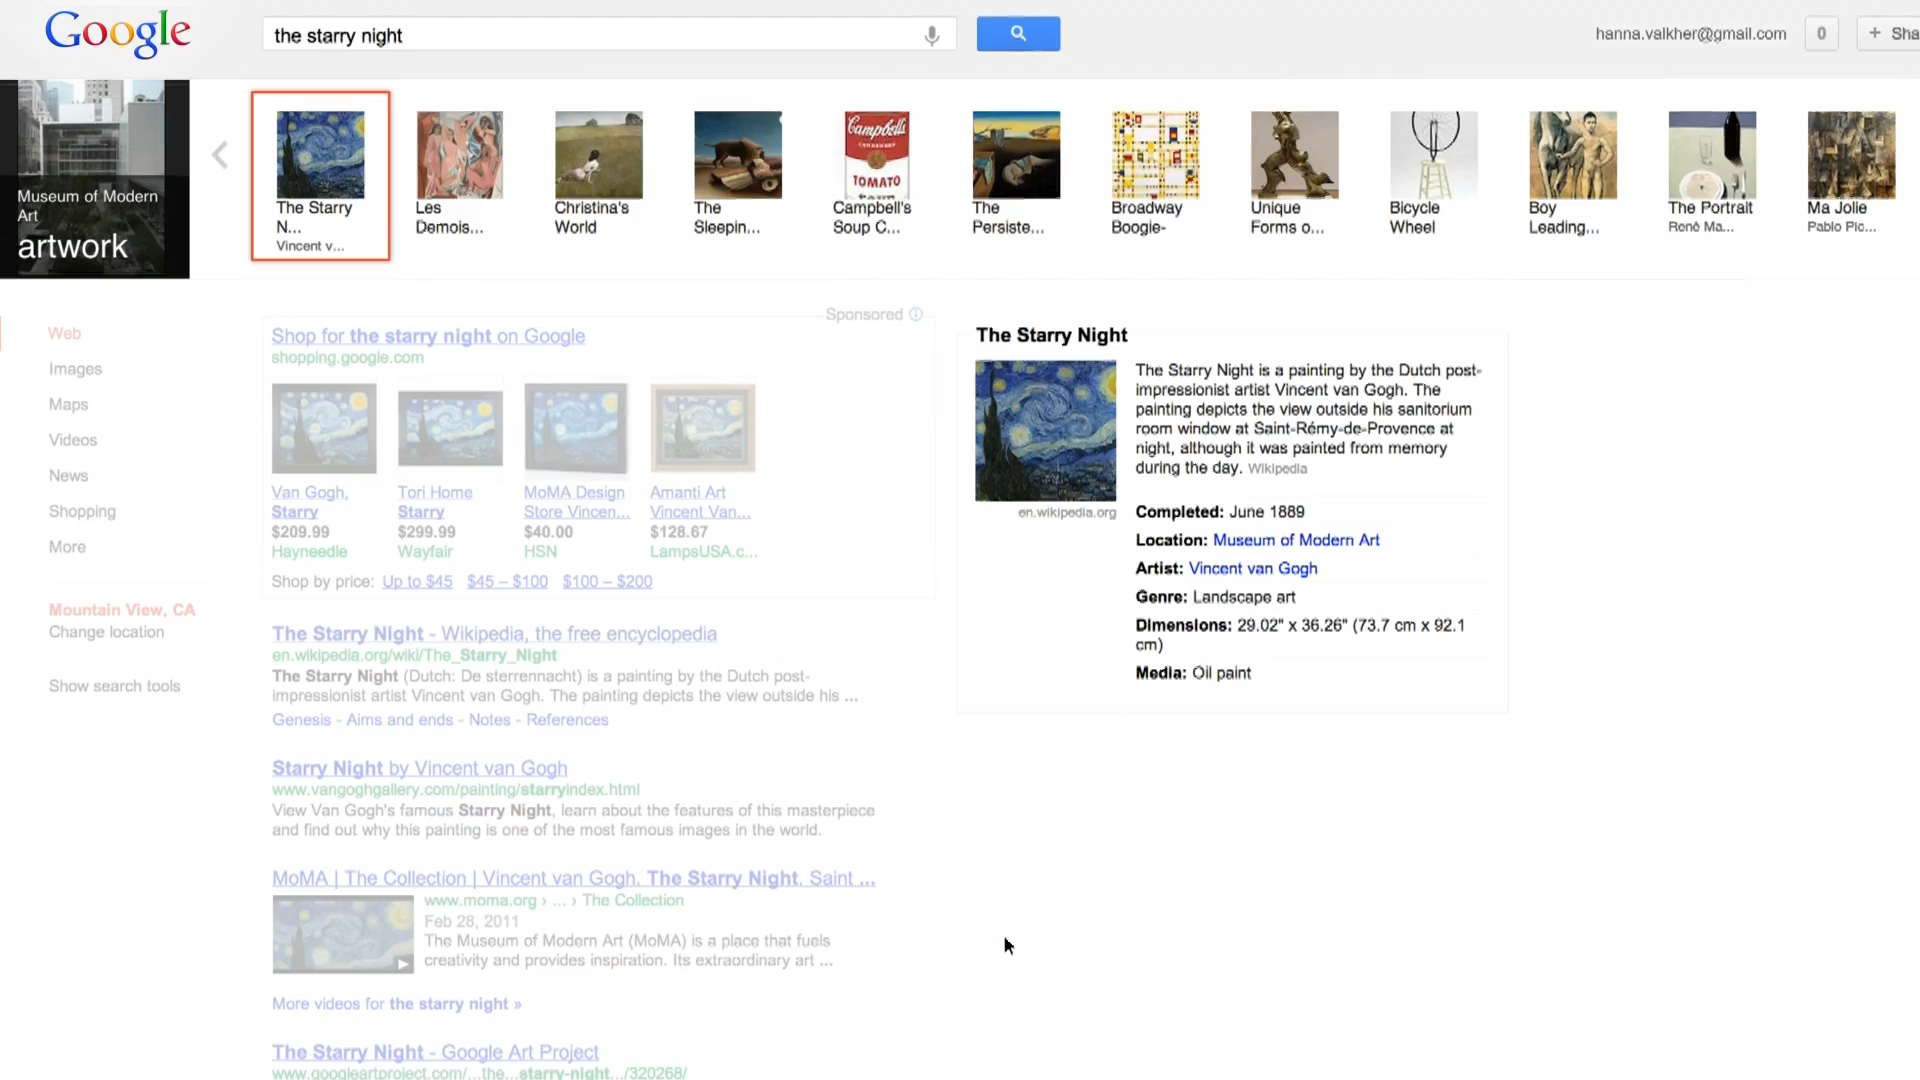 Google
the starry night
hanna.valkher@gmail.com
0
+ Sha
Museum of Modern
Art
artwork
The Starry
N...
Vincent v...
Les
Demois...
Christina's
World
The
Sleepin...
Campbell's
CONDENSED
TOMATO
Soup
Campbell's
Soup C...
The
Persiste...
Broadway
Boogie-
Unique
Forms o...
Bicycle
Wheel
Boy
Leading...
The Portrait
René Ma...
Ma Jolie
Pablo Pic...
Web
Images
Maps
Videos
News
Shopping
More
Mountain View, CA
Change location
Show search tools
Sponsored
Shop for the starry night on Google
shopping.google.com
Van Gogh,
Starry
$209.99
Hayneedle
Tori Home
Starry
$299.99
Wayfair
MoMA Design
Store Vincen...
$40.00
HSN
Amanti Art
Vincent Van...
$128.67
LampsUSA.c...
Shop by price: Up to $45 $45 – $100 $100 – $200
The Starry Night - Wikipedia, the free encyclopedia
en.wikipedia.org/wiki/The_Starry_Night
The Starry Night (Dutch: De sterrennacht) is a painting by the Dutch post-
impressionist artist Vincent van Gogh. The painting depicts the view outside his ...
Genesis - Aims and ends - Notes - References
Starry Night by Vincent van Gogh
www.vangoghgallery.com/painting/starryindex.html
View Van Gogh's famous Starry Night, learn about the features of this masterpiece
and find out why this painting is one of the most famous images in the world.
MoMA | The Collection | Vincent van Gogh. The Starry Night. Saint ...
www.moma.org › ... › The Collection
Feb 28, 2011
The Museum of Modern Art (MoMA) is a place that fuels
creativity and provides inspiration. Its extraordinary art ...
More videos for the starry night »
The Starry Night - Google Art Project
www.googleartproject.com/...the...starry-night.../320268/
The Starry Night
en.wikipedia.org
The Starry Night is a painting by the Dutch post-
impressionist artist Vincent van Gogh. The
painting depicts the view outside his sanitorium
room window at Saint-Rémy-de-Provence at
night, although it was painted from memory
during the day. Wikipedia
Completed: June 1889
Location: Museum of Modern Art
Artist: Vincent van Gogh
Genre: Landscape art
Dimensions: 29.02" x 36.26" (73.7 cm x 92.1
cm)
Media: Oil paint